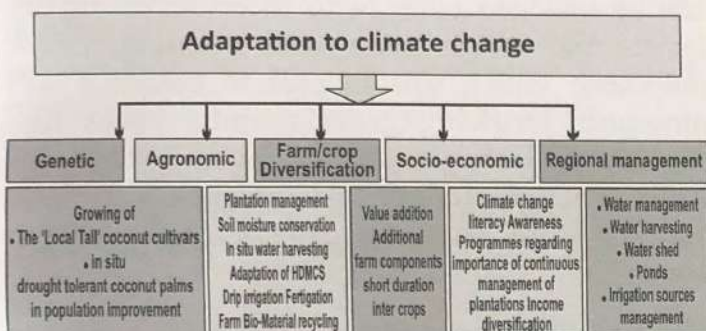 Adaptation to climate change
Genetic
Agronomic
Farm/crop
Diversification
Socio-economic
Regional management
Growing of
• The 'Local Tall' coconut cultivars
• in situ
drought tolerant coconut palms
in population improvement
Plantation management
Soil moisture conservation
In situ water harvesting
Adaptation of HDMCS
Drip irrigation Fertigation
Farm Bio-Material recycling
Value addition
Additional
farm components
short duration
inter crops
Climate change
literacy Awareness
Programmes regarding
importance of continuous
management of
plantations Income
diversification
• Water management
• Water harvesting
• Water shed
• Ponds
• Irrigation sources
management